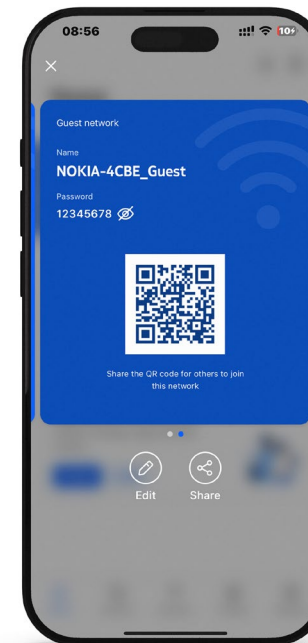 08:56
10
Guest network
Name
NOKIA-4CBE_Guest
Password
12345678
Share the QR code for others to join
this network
Edit
Share